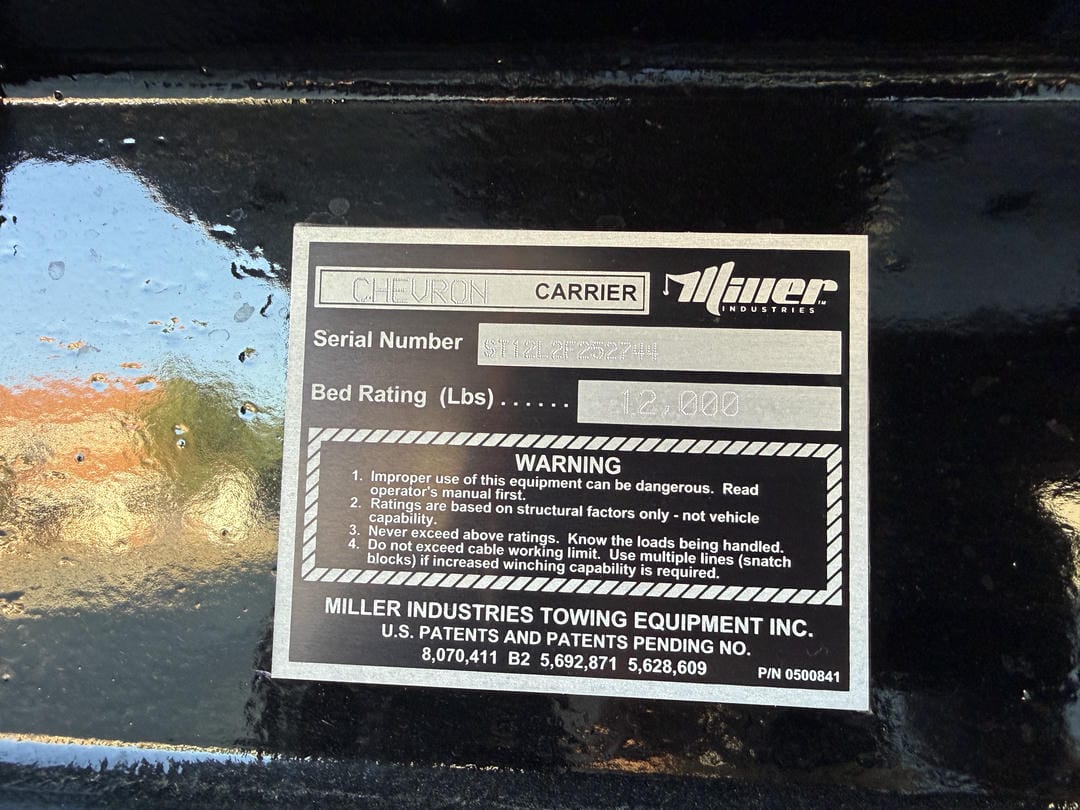 CHEVRON CARRIER
Miller
INDUSTRIES™
Serial Number ST12L2F252744
Bed Rating (Lbs) . . . . . . 12,000
WARNING
1. Improper use of this equipment can be dangerous. Read
operator's manual first.
2. Ratings are based on structural factors only - not vehicle
capability.
3. Never exceed above ratings. Know the loads being handled.
4. Do not exceed cable working limit. Use multiple lines (snatch
blocks) if increased winching capability is required.
MILLER INDUSTRIES TOWING EQUIPMENT INC.
U.S. PATENTS AND PATENTS PENDING NO.
8,070,411 B2 5,692,871 5,628,609
P/N 0500841